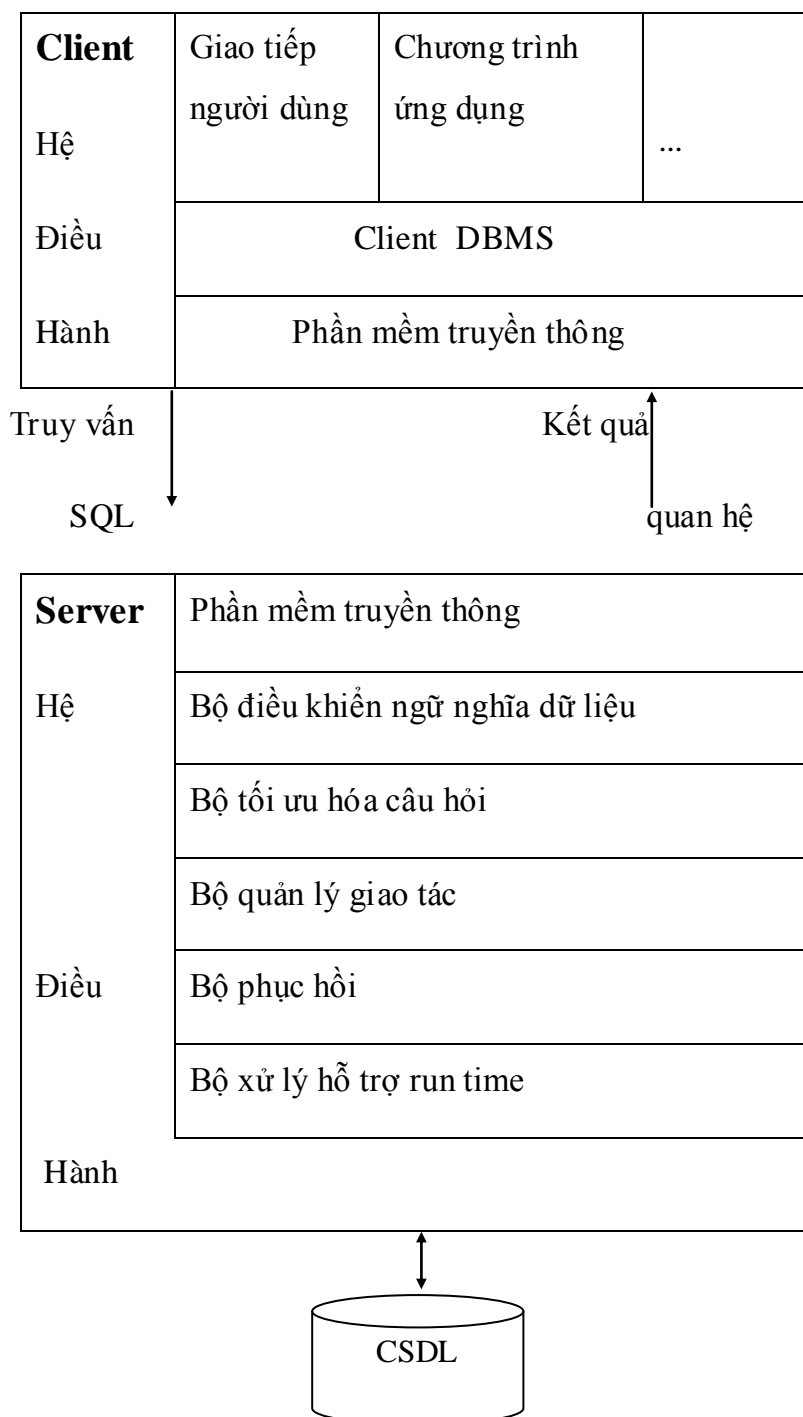 Client
Giao tiếp
người dùng
Chương trình
ứng dụng
...
Hệ
Điều
Client DBMS
Hành
Phần mềm truyền thông
Truy vấn
Kết quả
SQL
quan hệ
Server
Phần mềm truyền thông
Hệ
Bộ điều khiển ngữ nghĩa dữ liệu
Bộ tối ưu hóa câu hỏi
Bộ quản lý giao tác
Điều
Bộ phục hồi
Bộ xử lý hỗ trợ run time
Hành
CSDL